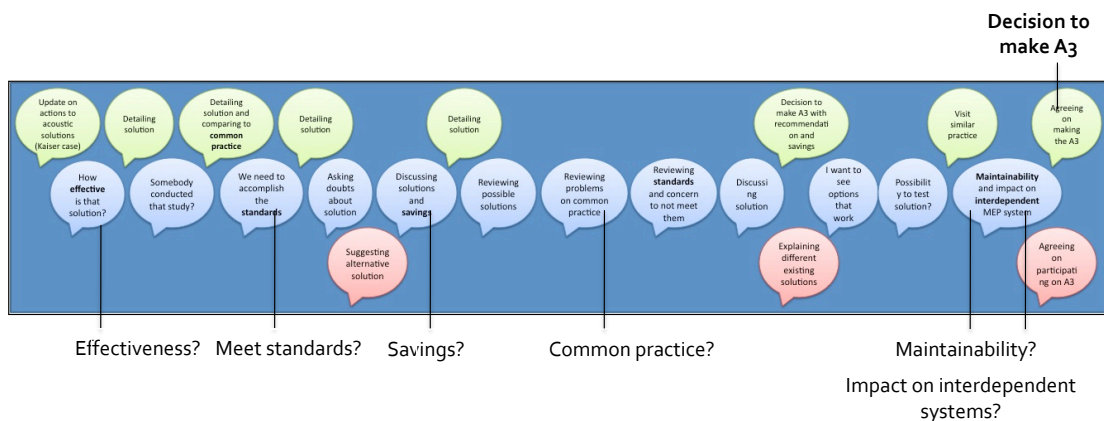 Decision to
make A3
Update on
actions to
acoustic
solutions
(Kaiser case)
Detailing
solution
Detailing
solution and
comparing to
common
practice
Detailing
solution
Detailing
solution
Decision to
make A3 with
recommendati
on and
savings
Visit
similar
practice
Agreeing
on
making
the A3
How
effective
is that
solution?
Somebody
conducted
that study?
We need to
accomplish
the
standards
Asking
doubts
about
solution
Discussing
solutions
and
savings
Reviewing
possible
solutions
Reviewing
problems
on common
practice
Reviewing
standards
and concern
to not meet
them
Discussi
ng
solution
I want to
see
options
that
work
Possibilit
y to test
solution?
Maintainability
and impact on
interdependent
MEP system
Suggesting
alternative
solution
Explaining
different
existing
solutions
Agreeing
on
participati
ng on A3
Effectiveness?
Meet standards?
Savings?
Common practice?
Maintainability?
Impact on interdependent
systems?